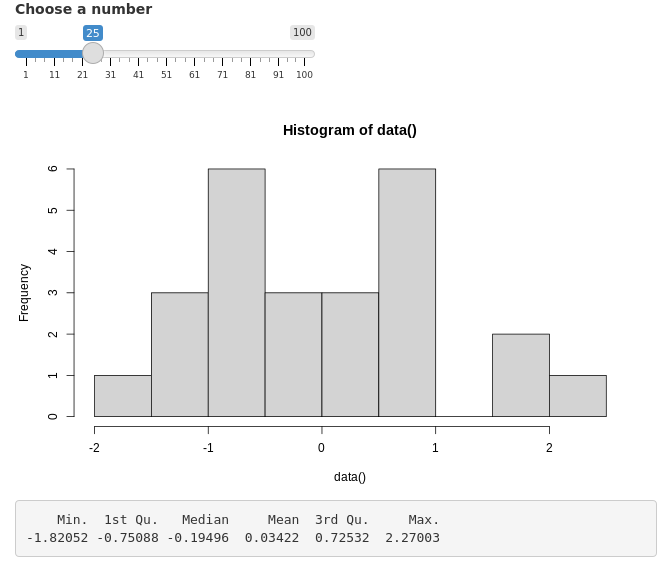 Choose a number
1 25 100
1 11 21 31 41 51 61 71 81 91 100
Histogram of data()
Frequency
6
5
4
3
2
1
0
-2 -1 0 1 2
data()
Min. 1st Qu. Median Mean 3rd Qu. Max.
-1.82052 -0.75088 -0.19496 0.03422 0.72532 2.27003